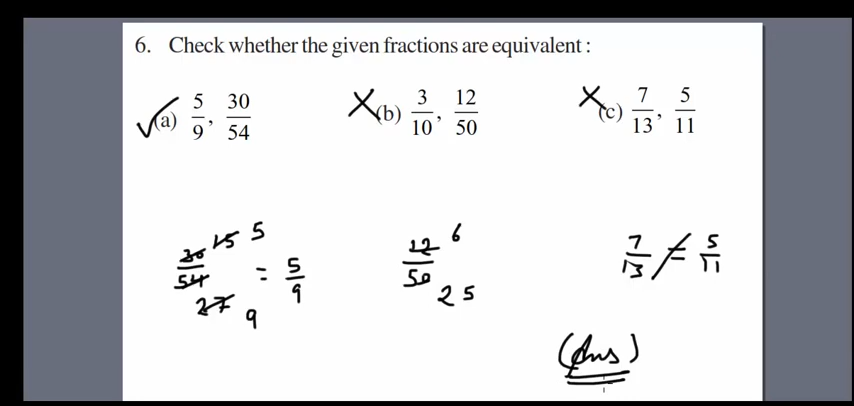 6. Check whether the given fractions are equivalent :
(a) 5/9, 30/54 (b) 3/10, 12/50 (c) 7/13, 5/11
30/54 15/27 5/9 = 5/9
12/50 6/25
7/13 ≠ 5/11
(Ans)